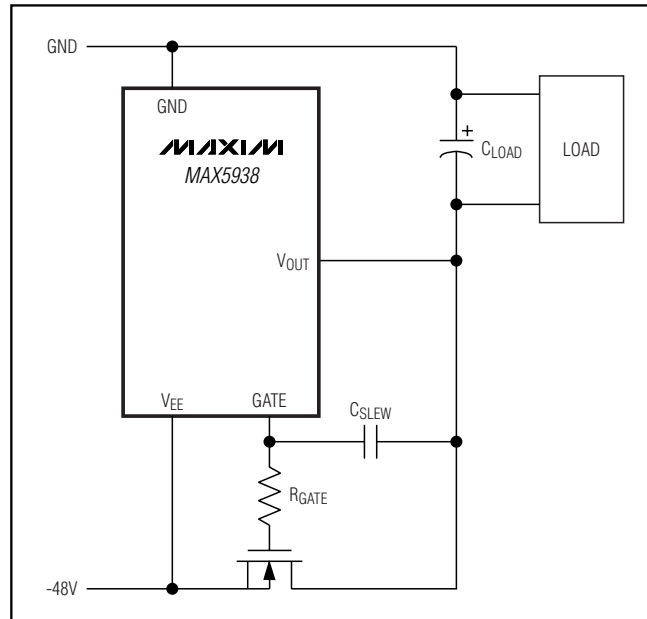 GND
GND
MAXIM
MAX5938
+
CLOAD
LOAD
VOUT
VEE
GATE
CSLEW
RGATE
-48V